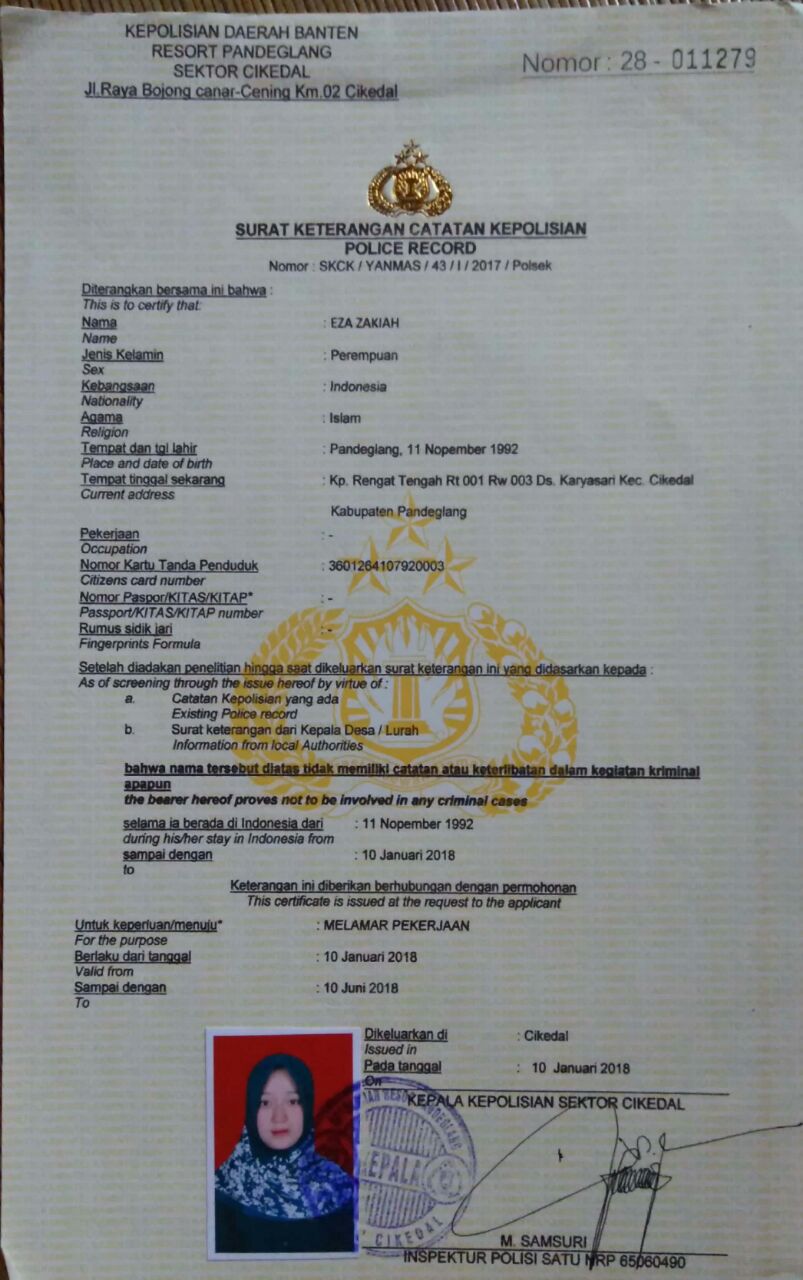 KEPOLISIAN DAERAH BANTEN
RESORT PANDEGLANG
SEKTOR CIKEDAL
Jl.Raya Bojong canar-Cening Km.02 Cikedal
Nomor : 28 - 011279
SURAT KETERANGAN CATATAN KEPOLISIAN
POLICE RECORD
Nomor : SKCK / YANMAS / 43 / I / 2017 / Polsek
Diterangkan bersama ini bahwa :
This is to certify that:
Nama : EZA ZAKIAH
Name
Jenis Kelamin : Perempuan
Sex
Kebangsaan : Indonesia
Nationality
Agama : Islam
Religion
Tempat dan tgl lahir : Pandeglang, 11 Nopember 1992
Place and date of birth
Tempat tinggal sekarang : Kp. Rengat Tengah Rt 001 Rw 003 Ds. Karyasari Kec. Cikedal
Current address
Kabupaten Pandeglang
Pekerjaan : -
Occupation
Nomor Kartu Tanda Penduduk : 3601264107920003
Citizens card number
Nomor Paspor/KITAS/KITAP* : -
Passport/KITAS/KITAP number
Rumus sidik jari : -
Fingerprints Formula
Setelah diadakan penelitian hingga saat dikeluarkan surat keterangan ini yang didasarkan kepada :
As of screening through the issue hereof by virtue of :
a. Catatan Kepolisian yang ada
Existing Police record
b. Surat keterangan dari Kepala Desa / Lurah
Information from local Authorities
bahwa nama tersebut diatas tidak memiliki catatan atau keterlibatan dalam kegiatan kriminal
apapun
the bearer hereof proves not to be involved in any criminal cases
selama ia berada di Indonesia dari : 11 Nopember 1992
during his/her stay in Indonesia from
sampai dengan : 10 Januari 2018
to
Keterangan ini diberikan berhubungan dengan permohonan
This certificate is issued at the request to the applicant
Untuk keperluan/menuju* : MELAMAR PEKERJAAN
For the purpose
Berlaku dari tanggal : 10 Januari 2018
Valid from
Sampai dengan : 10 Juni 2018
To
Dikeluarkan di : Cikedal
Issued in
Pada tanggal : 10 Januari 2018
On
KEPALA KEPOLISIAN SEKTOR CIKEDAL
KEPALA
CIKEDAL
M. SAMSURI
INSPEKTUR POLISI SATU NRP 65060490